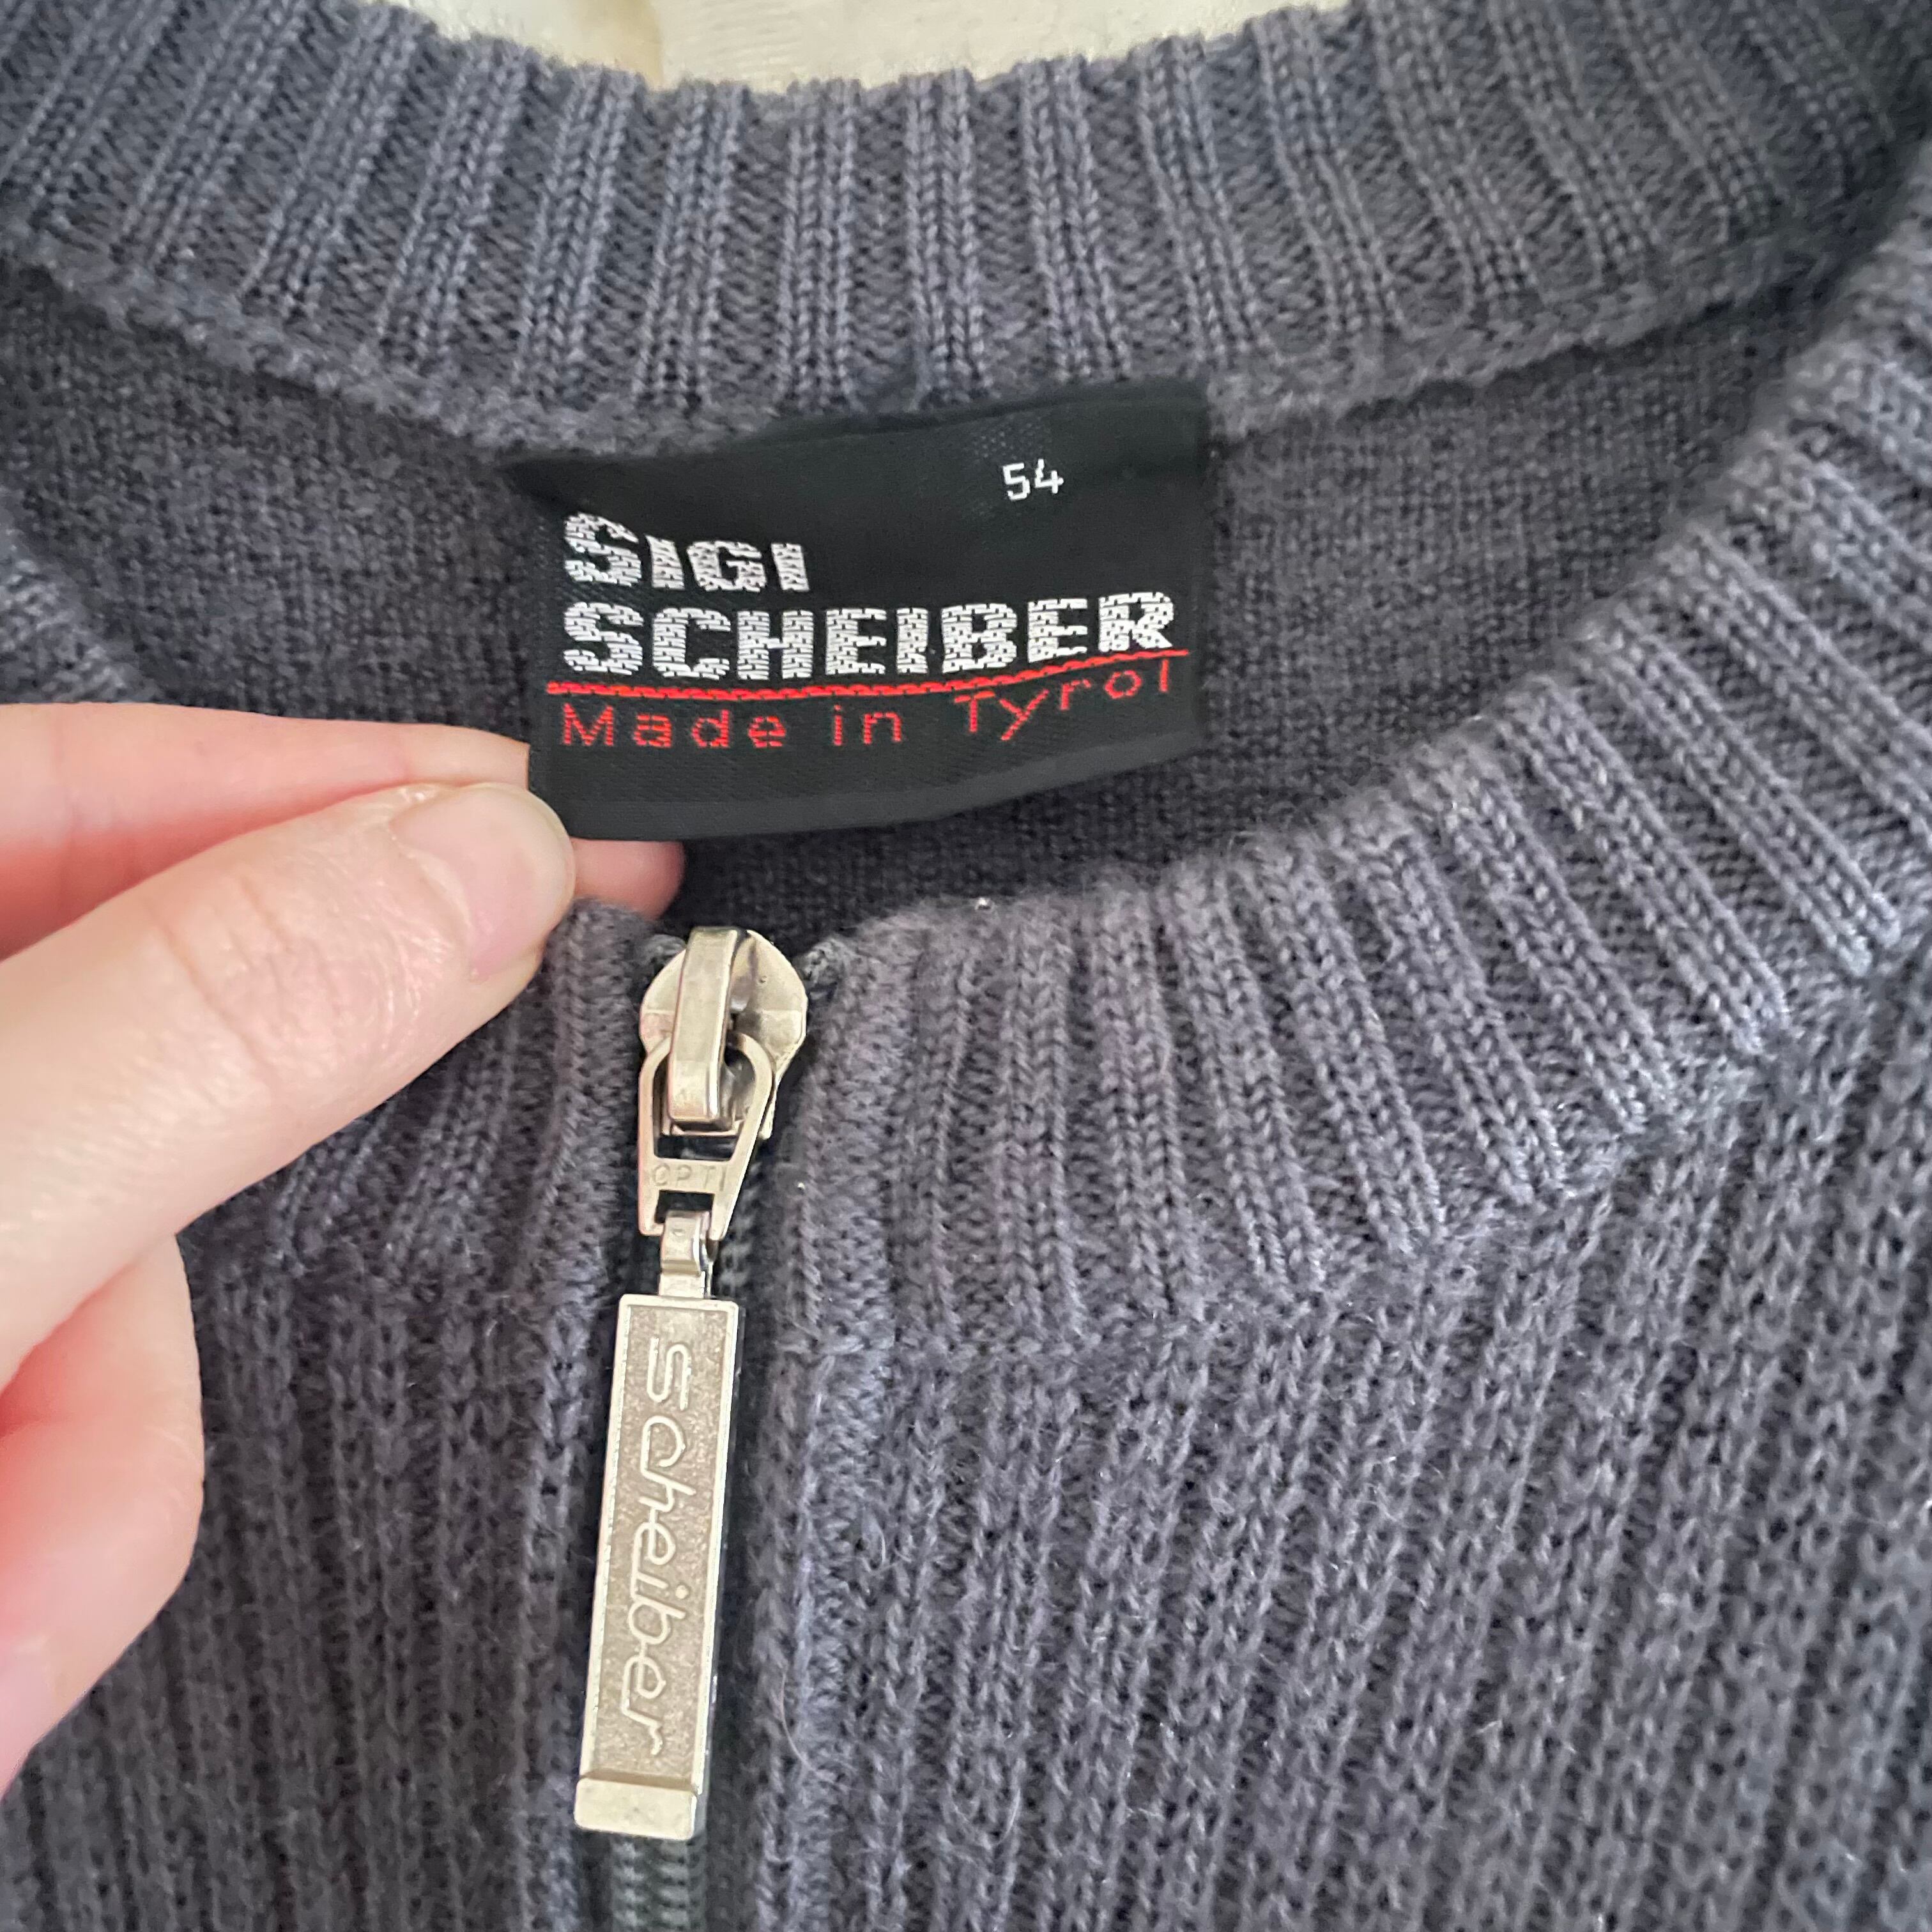 54
SIGI
SCHEIBER
Made in Tyrol
OPTI
scheiber